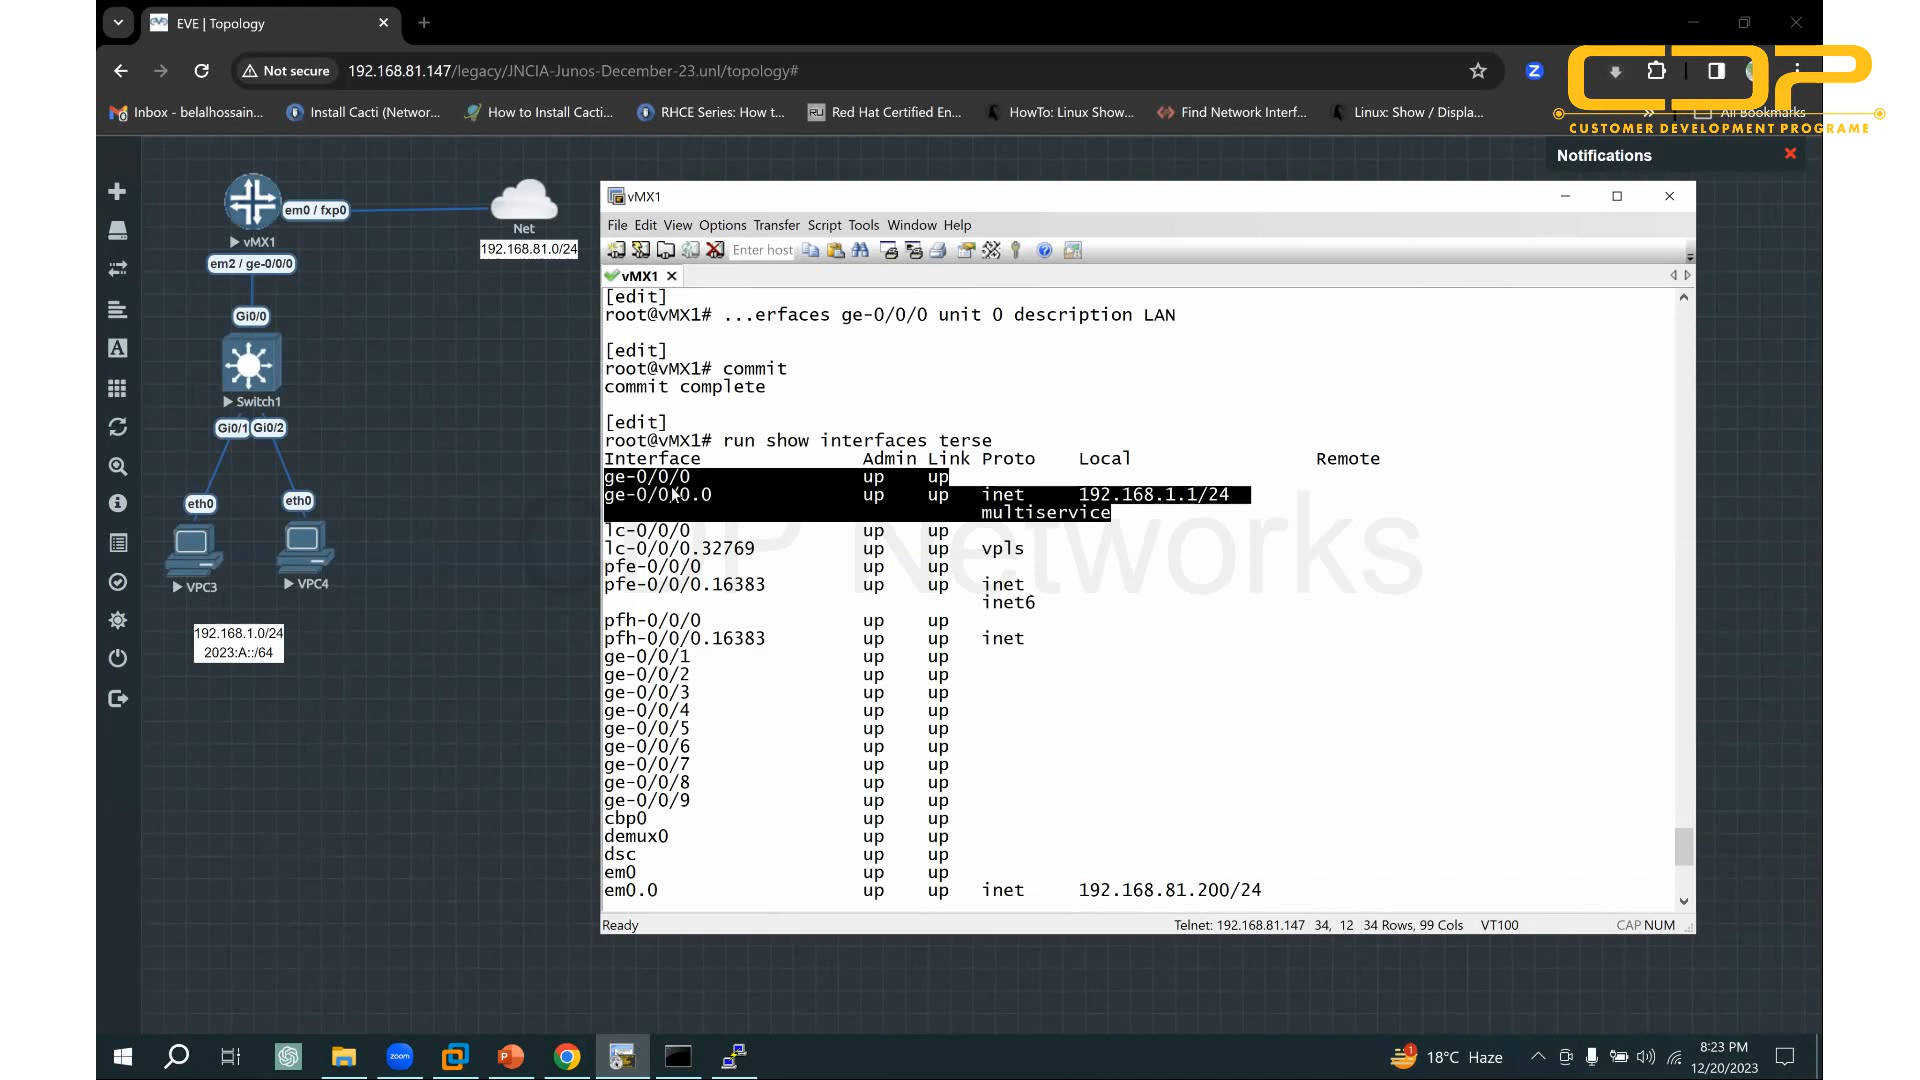 EVE | Topology
Not secure
192.168.81.147/legacy/JNCIA-Junos-December-23.unl/topology#
Inbox - belalhossain...
Install Cacti (Networ...
How to Install Cacti...
RHCE Series: How t...
Red Hat Certified En...
HowTo: Linux Show...
Find Network Interf...
Linux: Show / Displa...
All Bookmarks
CDP
CUSTOMER DEVELOPMENT PROGRAME
Notifications
em0 / fxp0
vMX1
Net
192.168.81.0/24
em2 / ge-0/0/0
Gi0/0
Switch1
Gi0/1
Gi0/2
eth0
eth0
VPC3
VPC4
192.168.1.0/24
2023:A::/64
vMX1
File Edit View Options Transfer Script Tools Window Help
Enter host
vMX1
[edit]
root@vMX1# ...erfaces ge-0/0/0 unit 0 description LAN
[edit]
root@vMX1# commit
commit complete
[edit]
root@vMX1# run show interfaces terse
Interface Admin Link Proto Local Remote
ge-0/0/0 up up
ge-0/0/0.0 up up inet 192.168.1.1/24
multiservice
lc-0/0/0 up up
lc-0/0/0.32769 up up vpls
pfe-0/0/0 up up
pfe-0/0/0.16383 up up inet
inet6
pfh-0/0/0 up up
pfh-0/0/0.16383 up up inet
ge-0/0/1 up up
ge-0/0/2 up up
ge-0/0/3 up up
ge-0/0/4 up up
ge-0/0/5 up up
ge-0/0/6 up up
ge-0/0/7 up up
ge-0/0/8 up up
ge-0/0/9 up up
cbp0 up up
demux0 up up
dsc up up
em0 up up
em0.0 up up inet 192.168.81.200/24
CDP Networks
Ready
Telnet: 192.168.81.147 34, 12 34 Rows, 99 Cols VT100 CAP NUM
zoom
1
18°C Haze
8:23 PM
12/20/2023